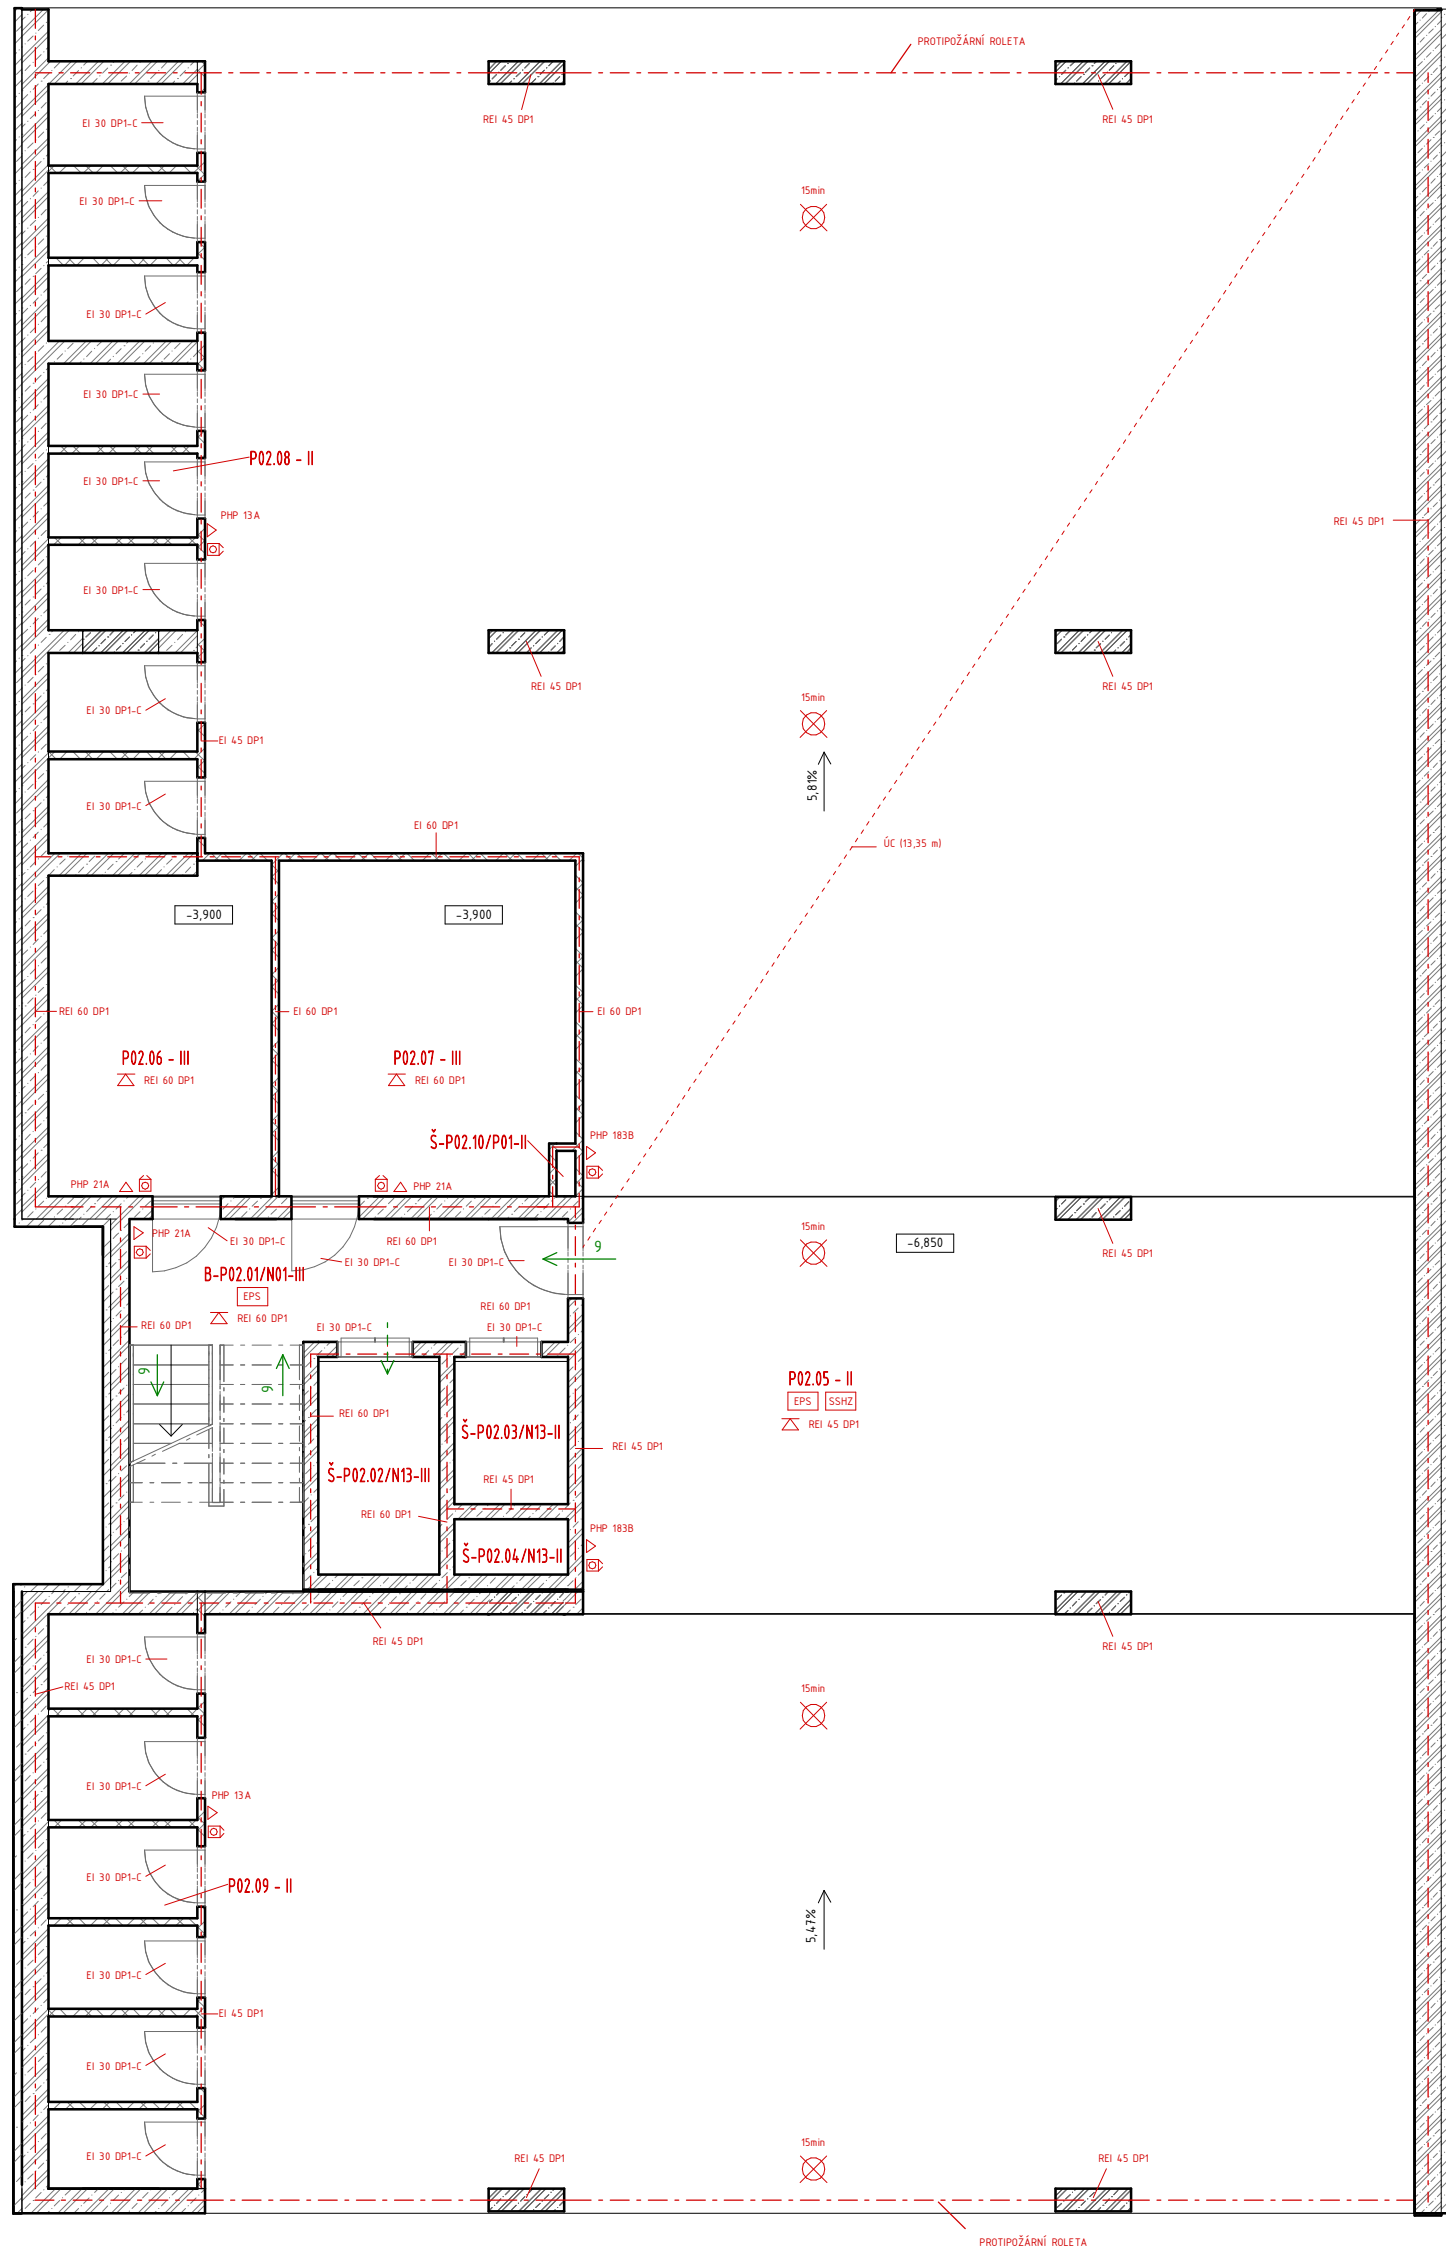 PROTIPOŽÁRNÍ ROLETA
REI 45 DP1
REI 45 DP1
EI 30 DP1-C
15min
EI 30 DP1-C
EI 30 DP1-C
EI 30 DP1-C
P02.08 - II
EI 30 DP1-C
PHP 13A
REI 45 DP1
EI 30 DP1-C
REI 45 DP1
REI 45 DP1
15min
EI 30 DP1-C
EI 45 DP1
5,81%
EI 30 DP1-C
EI 60 DP1
ÚC (13,35 m)
-3,900
-3,900
REI 60 DP1
EI 60 DP1
EI 60 DP1
P02.06 - III
REI 60 DP1
P02.07 - III
REI 60 DP1
Š-P02.10/P01-II
PHP 183B
PHP 21A
PHP 21A
PHP 21A
EI 30 DP1-C
REI 60 DP1
15min
-6,850
REI 45 DP1
9
EI 30 DP1-C
EI 30 DP1-C
B-P02.01/N01-III
EPS
REI 60 DP1
REI 60 DP1
REI 60 DP1
EI 30 DP1-C
EI 30 DP1-C
9
9
P02.05 - II
EPS
SSHZ
REI 45 DP1
REI 60 DP1
Š-P02.03/N13-II
REI 45 DP1
Š-P02.02/N13-III
REI 45 DP1
REI 60 DP1
PHP 183B
Š-P02.04/N13-II
REI 45 DP1
REI 45 DP1
EI 30 DP1-C
REI 45 DP1
15min
EI 30 DP1-C
PHP 13A
EI 30 DP1-C
P02.09 - II
5,47%
EI 30 DP1-C
EI 45 DP1
EI 30 DP1-C
15min
EI 30 DP1-C
REI 45 DP1
REI 45 DP1
PROTIPOŽÁRNÍ ROLETA